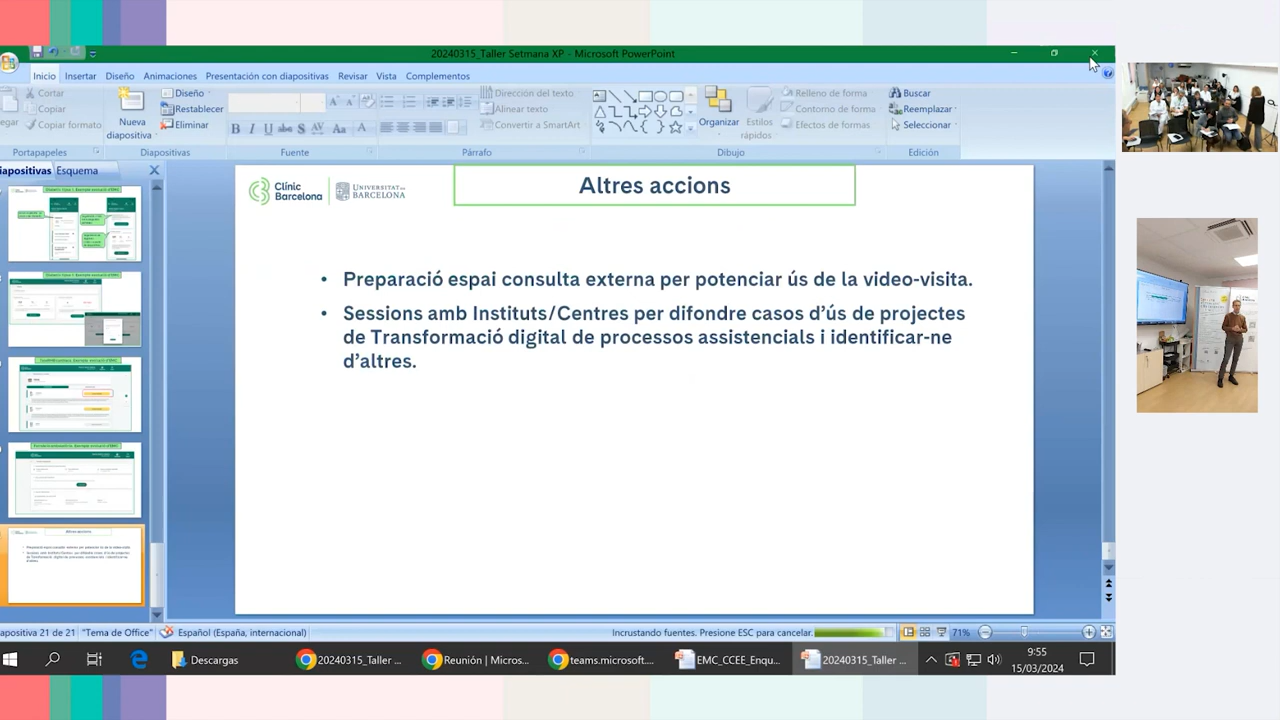 20240315_Taller Setmana XP - Microsoft PowerPoint
Inicio Insertar Diseño Animaciones Presentación con diapositivas Revisar Vista Complementos
Cortar
Copiar
Copiar formato
Portapapeles
Nueva diapositiva
Diseño
Restablecer
Eliminar
Diapositivas
Fuente
Dirección del texto
Alinear texto
Convertir a SmartArt
Párrafo
Organizar
Estilos rápidos
Relleno de forma
Contorno de forma
Efectos de formas
Dibujo
Buscar
Reemplazar
Seleccionar
Edición
Esquema
Clínic Barcelona
UNIVERSITAT DE BARCELONA
Altres accions
• Preparació espai consulta externa per potenciar ús de la video-visita.
• Sessions amb Instituts/Centres per difondre casos d'ús de projectes
de Transformació digital de processos assistencials i identificar-ne
d'altres.
apositiva 21 de 21 "Tema de Office" Español (España, internacional) Incrustando fuentes. Presione ESC para cancelar. 71%
Descargas 20240315_Taller ... Reunión | Micros... teams.microsoft.... EMC_CCEE_Enqu... 20240315_Taller ...
9:55
15/03/2024